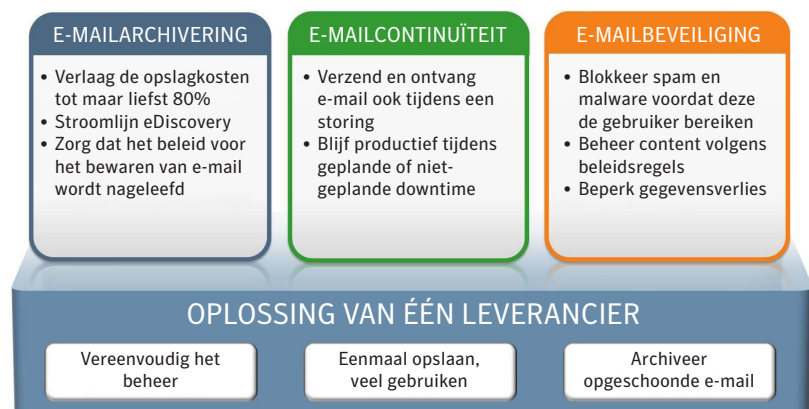 E-MAILARCHIVERING
• Verlaag de opslagkosten
tot maar liefst 80%
• Stroomlijn eDiscovery
• Zorg dat het beleid voor
het bewaren van e-mail
wordt nageleefd
E-MAILCONTINUÏTEIT
• Verzend en ontvang
e-mail ook tijdens een
storing
• Blijf productief tijdens
geplande of niet-
geplande downtime
E-MAILBEVEILIGING
• Blokkeer spam en
malware voordat deze
de gebruiker bereiken
• Beheer content volgens
beleidsregels
• Beperk gegevensverlies
OPLOSSING VAN ÉÉN LEVERANCIER
Vereenvoudig het
beheer
Eenmaal opslaan,
veel gebruiken
Archiveer
opgeschoonde e-mail